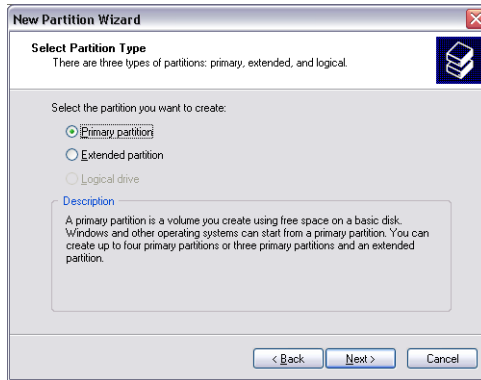 New Partition Wizard
Select Partition Type
There are three types of partitions: primary, extended, and logical.
Select the partition you want to create:
Primary partition
Extended partition
Logical drive
Description
A primary partition is a volume you create using free space on a basic disk.
Windows and other operating systems can start from a primary partition. You can
create up to four primary partitions or three primary partitions and an extended
partition.
< Back Next > Cancel